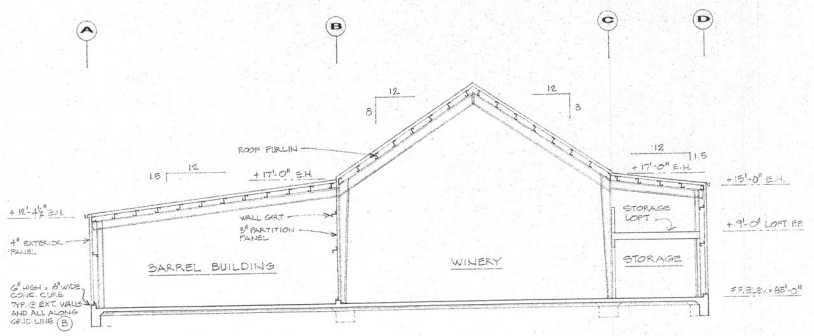 A
B
C
D
12
8
12
8
ROOF PURLIN
12
1.5
+17'-0" E.H.
12
1.5
+17'-0" E.H.
+15'-0" E.H.
+12'-4½" E.H.
WALL GIRT
3" PARTITION
PANEL
STORAGE
LOFT
+9'-0" LOFT F.F.
4" EXTERIOR
PANEL
BARREL BUILDING
WINERY
STORAGE
6" HIGH x 8" WIDE
CONC. CURB
TYP. @ EXT. WALLS
AND ALL ALONG
GRID LINE B
F.F. ELEV. =